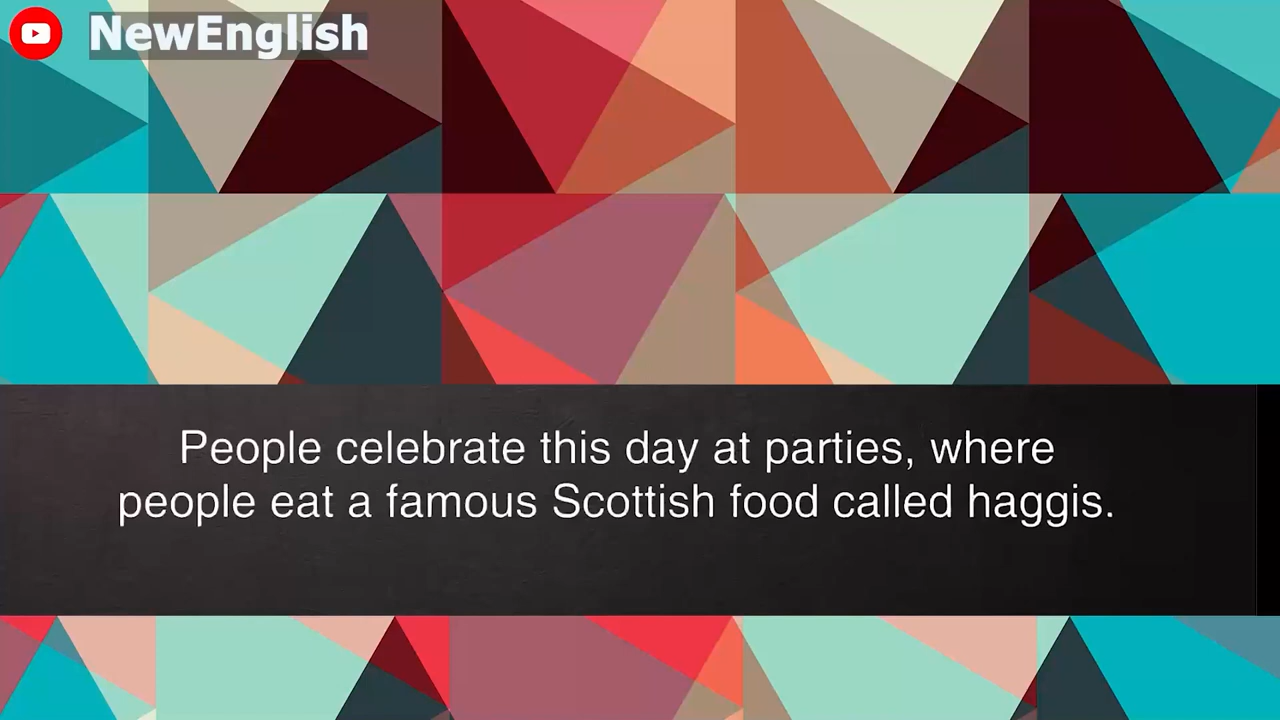 NewEnglish
People celebrate this day at parties, where
people eat a famous Scottish food called haggis.